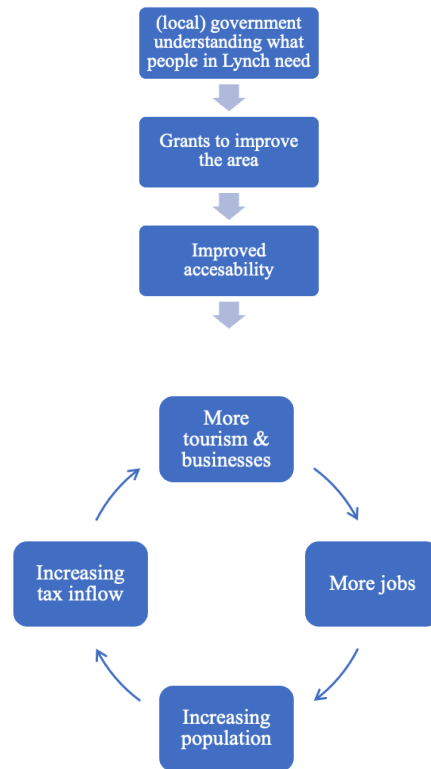 (local) government
understanding what
people in Lynch need
Grants to improve
the area
Improved
accesability
More
tourism &
businesses
Increasing
tax inflow
More jobs
Increasing
population